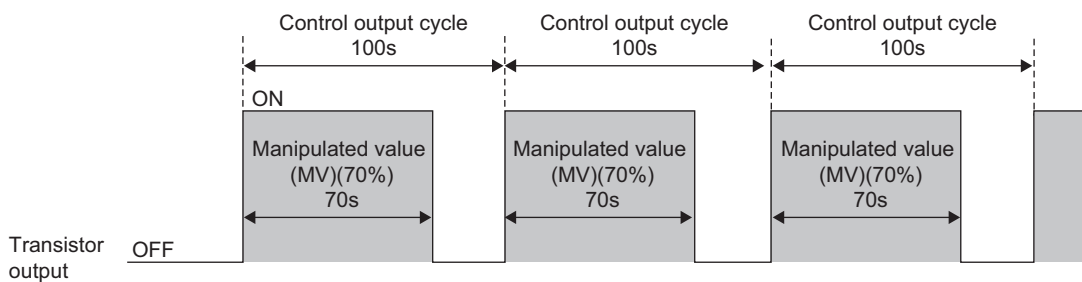 Control output cycle
100s
Control output cycle
100s
Control output cycle
100s
ON
Manipulated value
(MV)(70%)
70s
Manipulated value
(MV)(70%)
70s
Manipulated value
(MV)(70%)
70s
Transistor
output
OFF